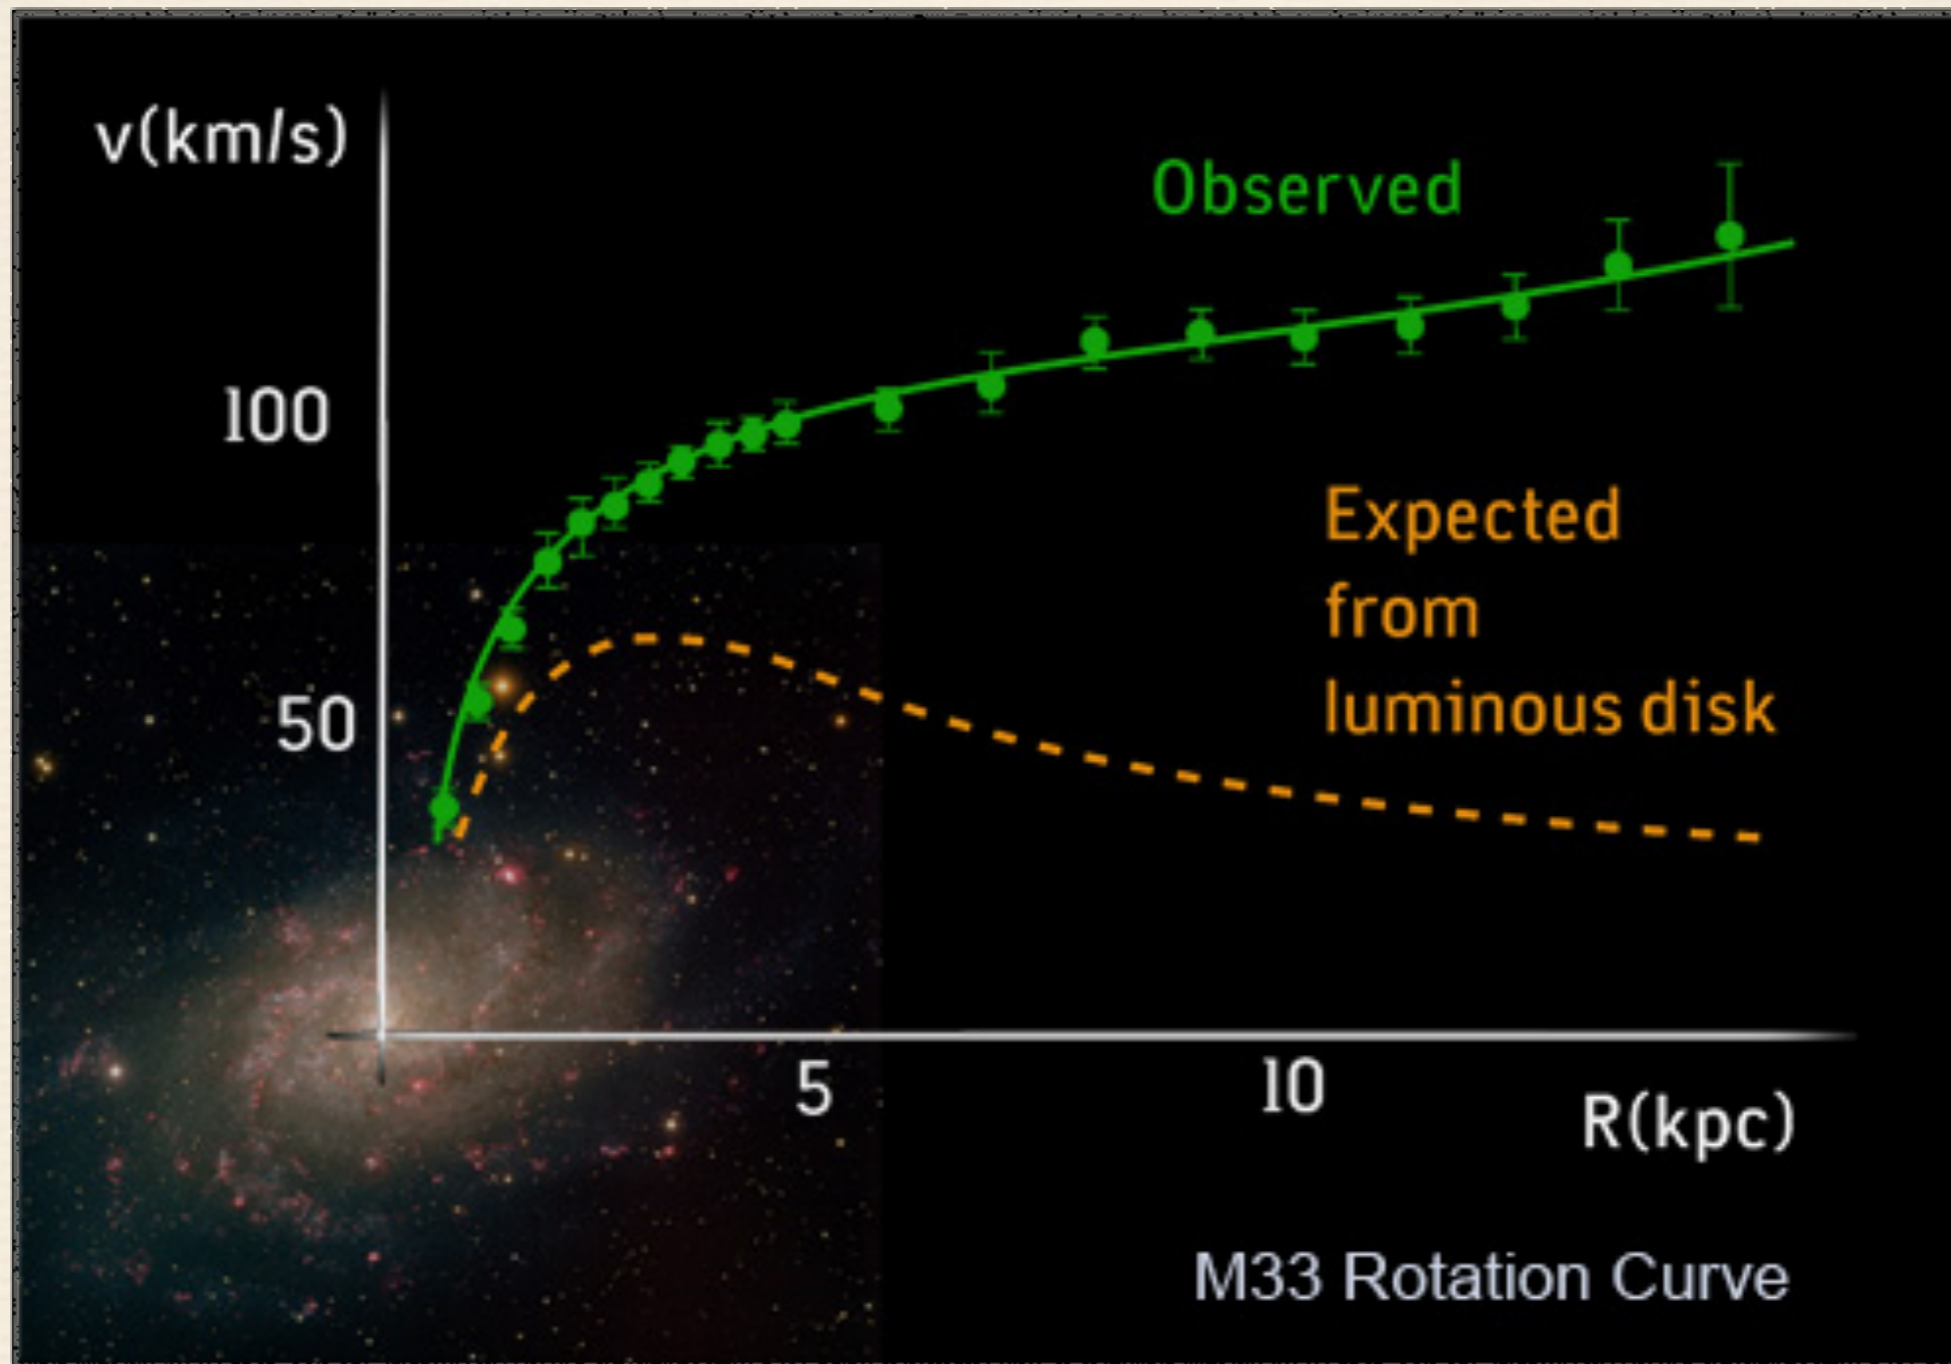 v(km/s)
Observed
100
Expected
from
luminous disk
50
5
10
R(kpc)
M33 Rotation Curve